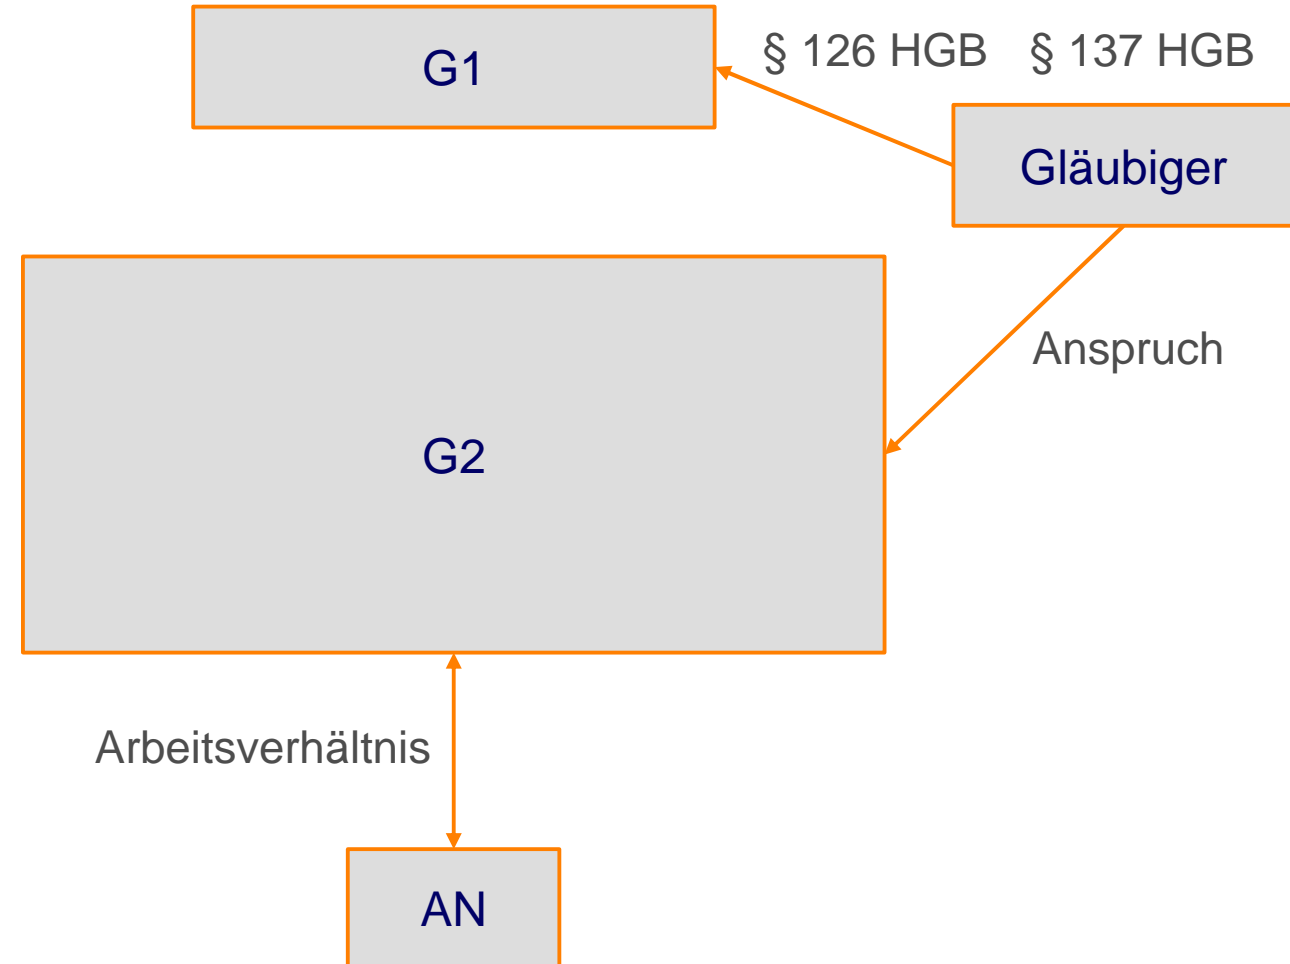 § 126 HGB § 137 HGB
G1
Gläubiger
Anspruch
G2
Arbeitsverhältnis
AN